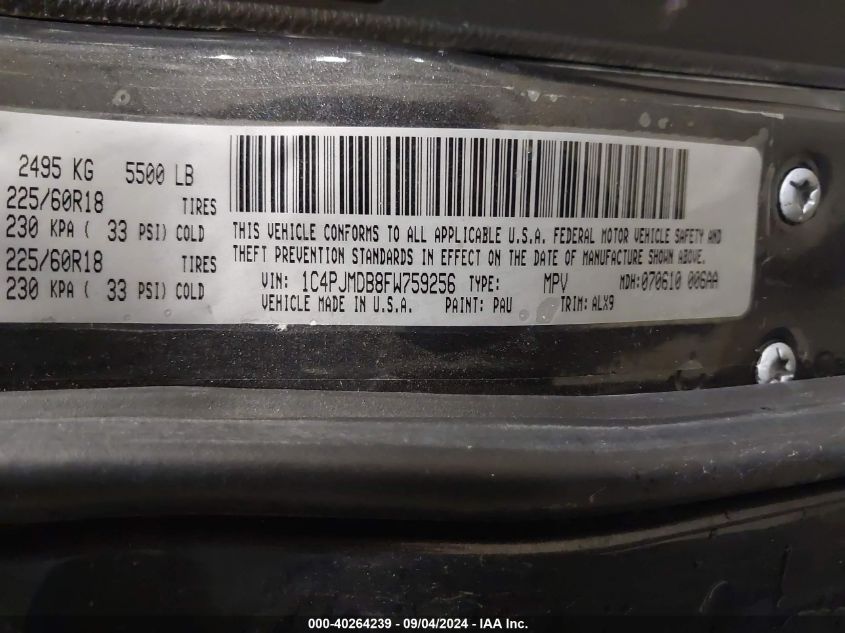 2495 KG 5500 LB
225/60R18 TIRES
230 KPA ( 33 PSI) COLD
225/60R18 TIRES
230 KPA ( 33 PSI) COLD
THIS VEHICLE CONFORMS TO ALL APPLICABLE U.S.A. FEDERAL MOTOR VEHICLE SAFETY AND
THEFT PREVENTION STANDARDS IN EFFECT ON THE DATE OF MANUFACTURE SHOWN ABOVE.
VIN: 1C4PJMDB8FW759256 TYPE: MPV MDH:070610 006AA
VEHICLE MADE IN U.S.A. PAINT: PAU TRIM: ALX9
000-40264239 - 09/04/2024 - IAA Inc.